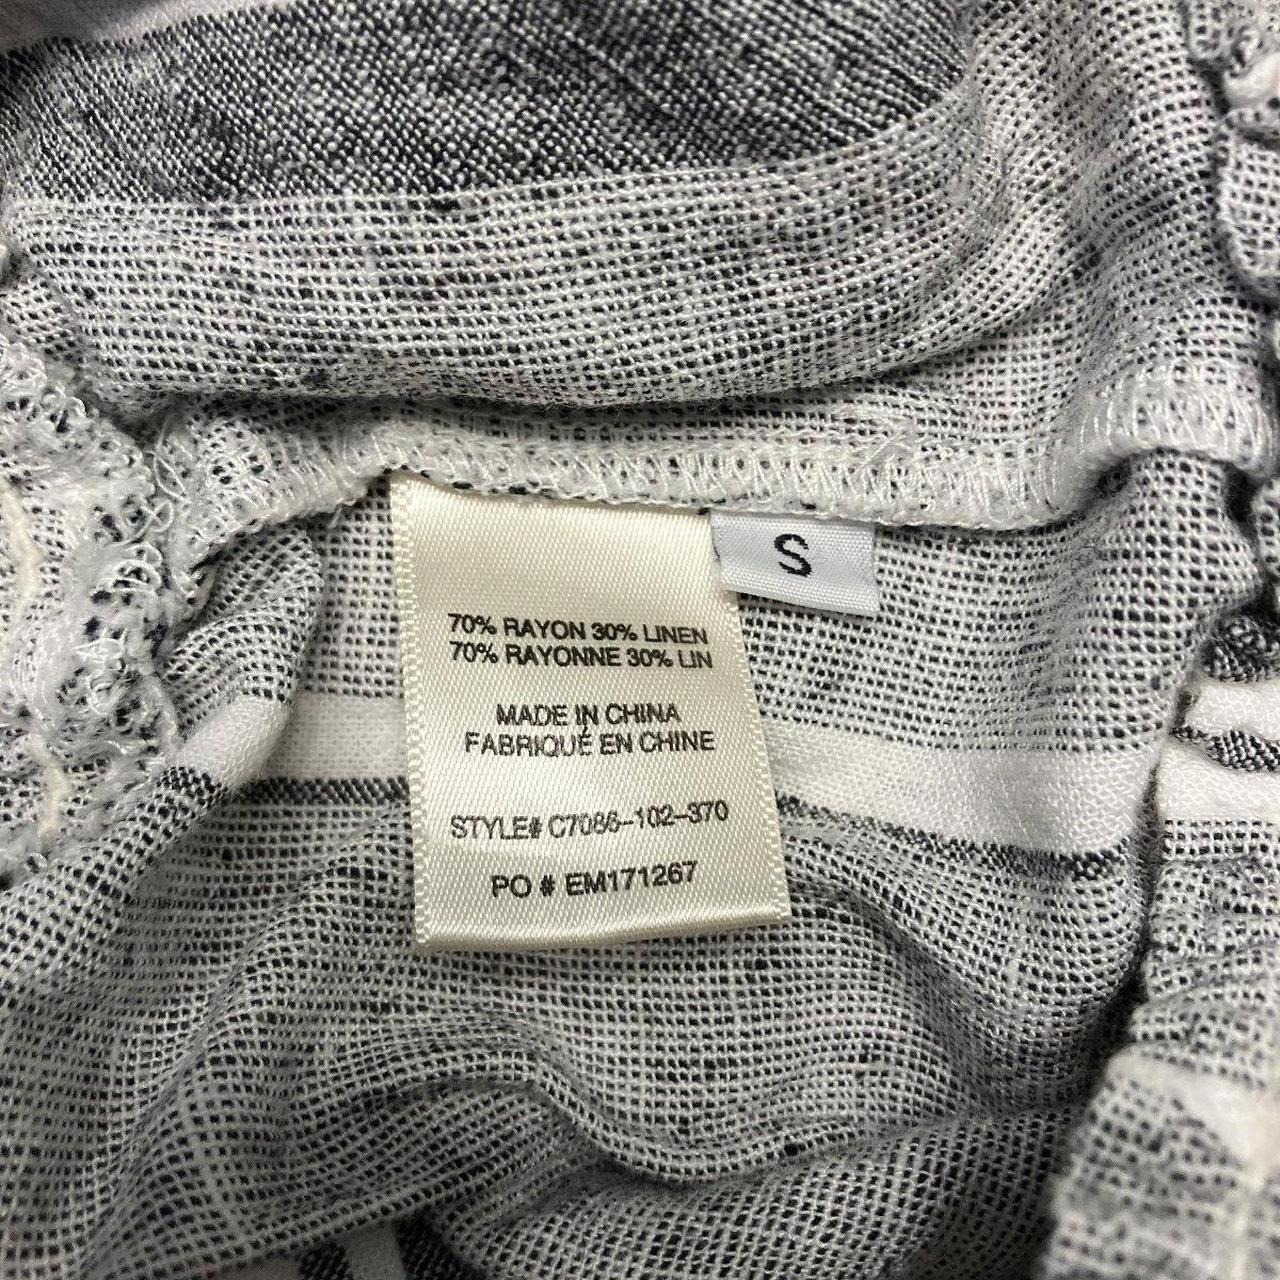 S
70% RAYON 30% LINEN
70% RAYONNE 30% LIN
MADE IN CHINA
FABRIQUÉ EN CHINE
STYLE# C7086-102-370
PO # EM171267